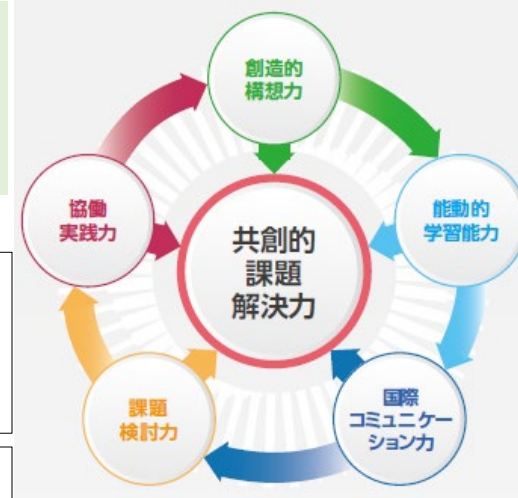 創造的
構想力
能動的
学習能力
国際
コミュニケー
ション力
課題
検討力
協働
実践力
共創的
課題
解決力